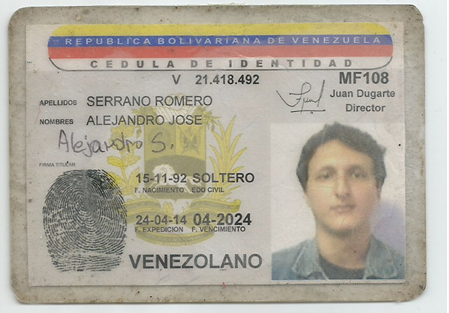 REPUBLICA BOLIVARIANA DE VENEZUELA
CEDULA DE IDENTIDAD
V 21.418.492 MF108
Juan Dugarte
Director
APELLIDOS SERRANO ROMERO
NOMBRES ALEJANDRO JOSE
Alejandro S.
FIRMA TITULAR
15-11-92 SOLTERO
F. NACIMIENTO EDO CIVIL
24-04-14 04-2024
F. EXPEDICION F. VENCIMIENTO
VENEZOLANO